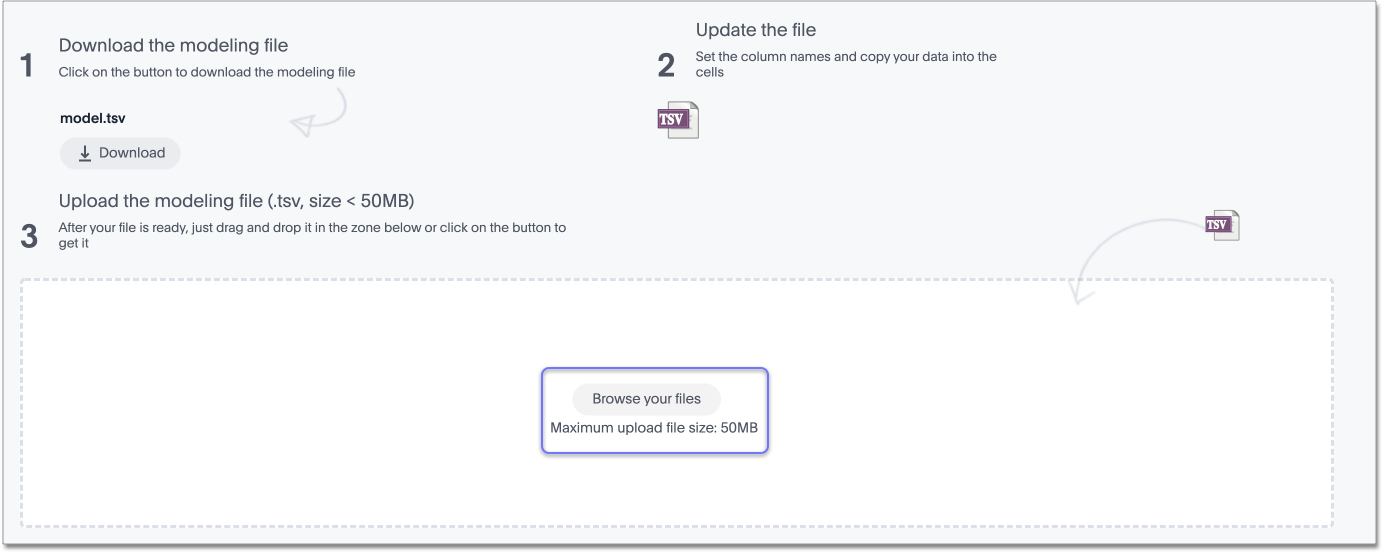 1
Download the modeling file
Click on the button to download the modeling file
model.tsv
Download
2
Update the file
Set the column names and copy your data into the
cells
TSV
3
Upload the modeling file (.tsv, size < 50MB)
After your file is ready, just drag and drop it in the zone below or click on the button to
get it
TSV
Browse your files
Maximum upload file size: 50MB